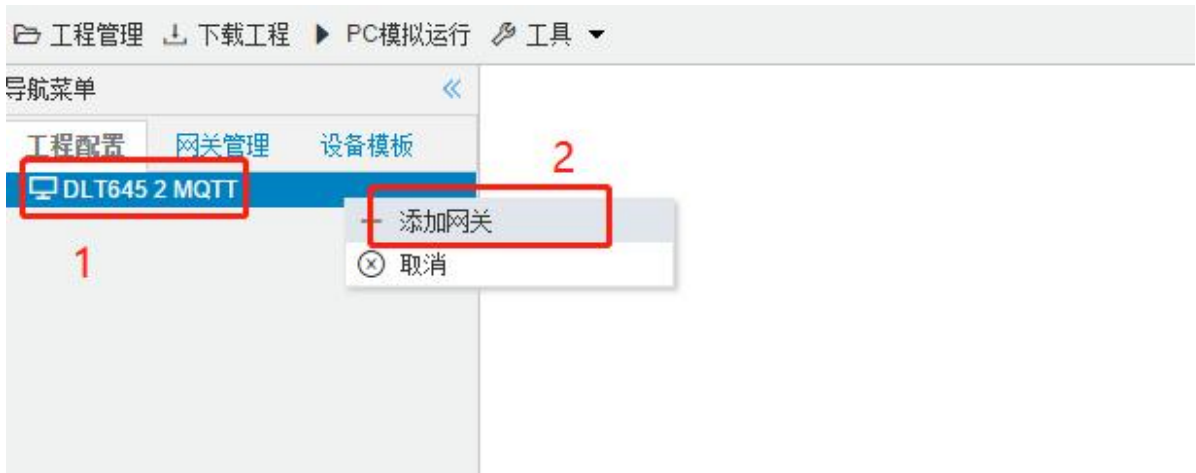 工程管理 下载工程 PC模拟运行 工具
导航菜单
工程配置 网关管理 设备模板
DLT645 2 MQTT
2
添加网关
1
取消